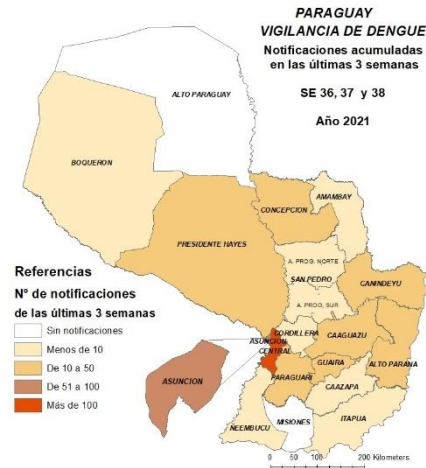 PARAGUAY
VIGILANCIA DE DENGUE
Notificaciones acumuladas
en las últimas 3 semanas
SE 36, 37 y 38
Año 2021
ALTO PARAGUAY
BOQUERON
AMAMBAY
CONCEPCION
PRESIDENTE HAYES
A. PROG. NORTE
SAN PEDRO
A. PROG. SUR
CANINDEYU
CORDILLERA
ASUNCION
CENTRAL
CAAGUAZU
GUAIRA
ALTO PARANA
PARAGUARI
CAAZAPA
ÑEEMBUCU
MISIONES
ITAPUA
ASUNCION
Referencias
N° de notificaciones
de las últimas 3 semanas
Sin notificaciones
Menos de 10
De 10 a 50
De 51 a 100
Más de 100
0 50 100 200 Kilometers